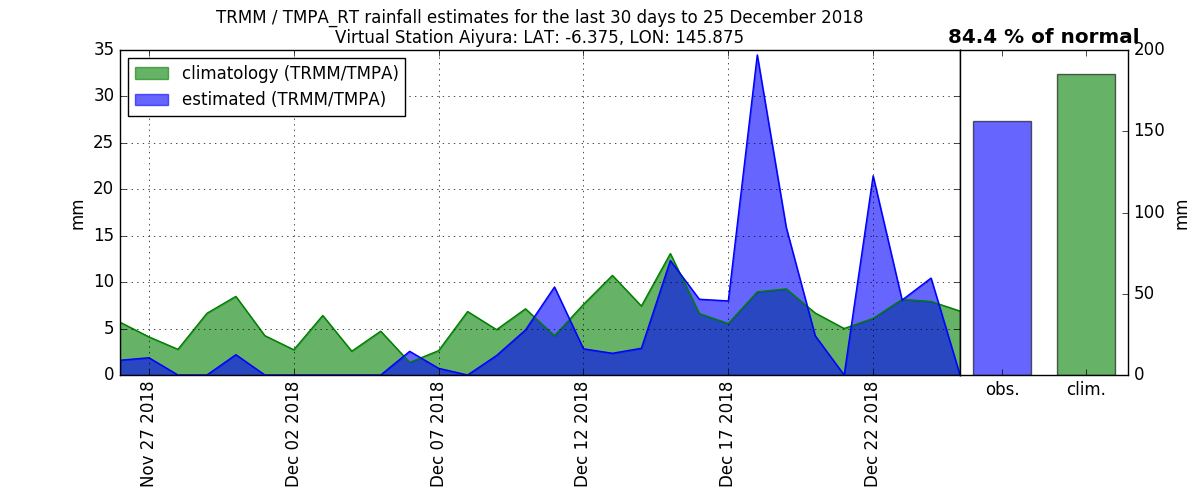 TRMM / TMPA_RT rainfall estimates for the last 30 days to 25 December 2018
Virtual Station Aiyura: LAT: -6.375, LON: 145.875
84.4 % of normal
climatology (TRMM/TMPA)
estimated (TRMM/TMPA)
35
30
25
20
15
10
5
0
mm
Nov 27 2018
Dec 02 2018
Dec 07 2018
Dec 12 2018
Dec 17 2018
Dec 22 2018
200
150
100
50
0
mm
obs.
clim.